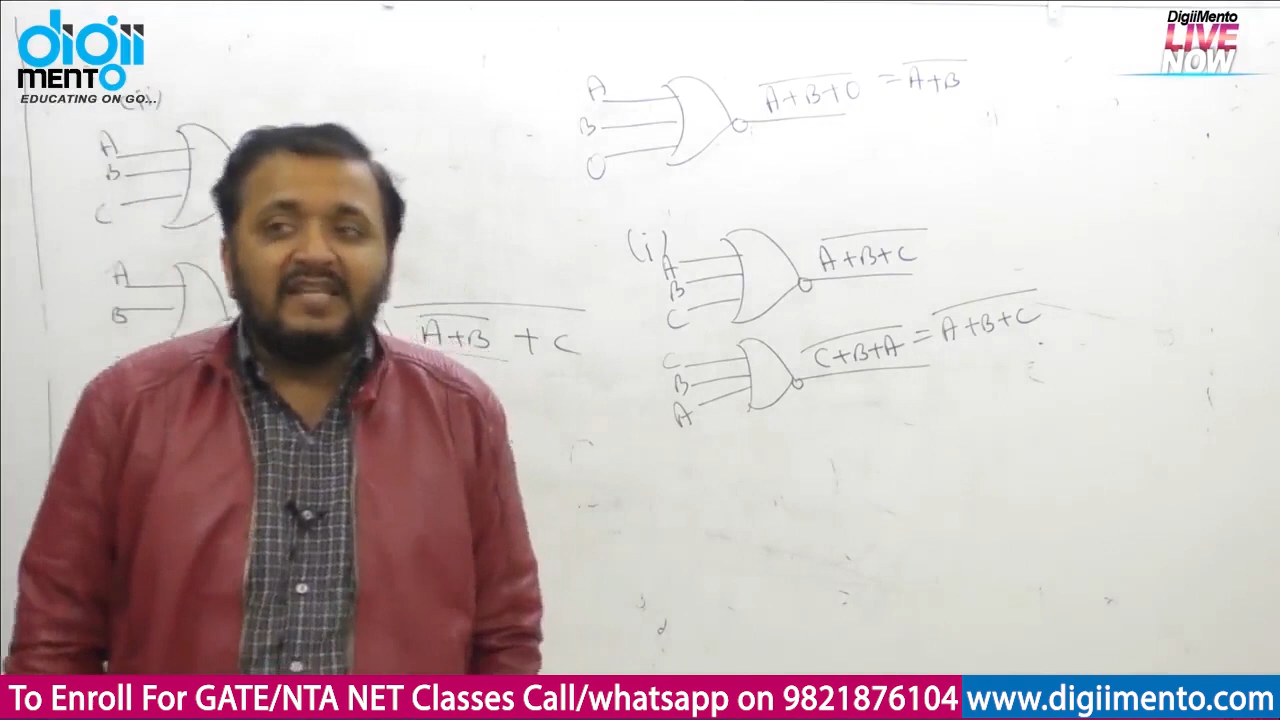 digii
mento
EDUCATING ON GO...
DigiiMento
LIVE
NOW
(ii)
A
B
C
A
B
A+B + C
A
B
0
A+B+0 = A+B
(i)
A
B
C
A+B+C
C
B
A
C+B+A = A+B+C
To Enroll For GATE/NTA NET Classes Call/whatsapp on 9821876104
www.digiimento.com